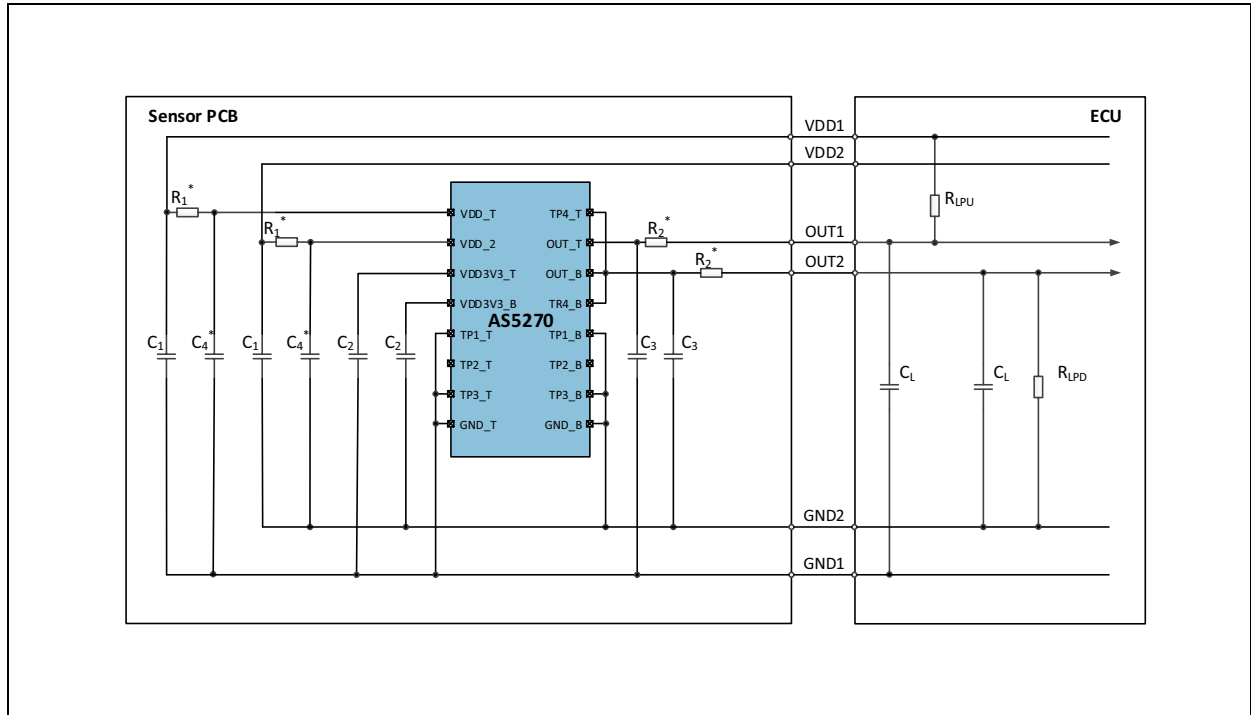 Sensor PCB
ECU
VDD1
VDD2
R1*
R1*
VDD_T
VDD_2
VDD3V3_T
VDD3V3_B
TP1_T
TP2_T
TP3_T
GND_T
AS5270
TP4_T
OUT_T
OUT_B
TR4_B
TP1_B
TP2_B
TP3_B
GND_B
R2*
R2*
OUT1
OUT2
RLPU
C1
C4*
C1
C4*
C2
C2
C3
C3
CL
CL
RLPD
GND2
GND1